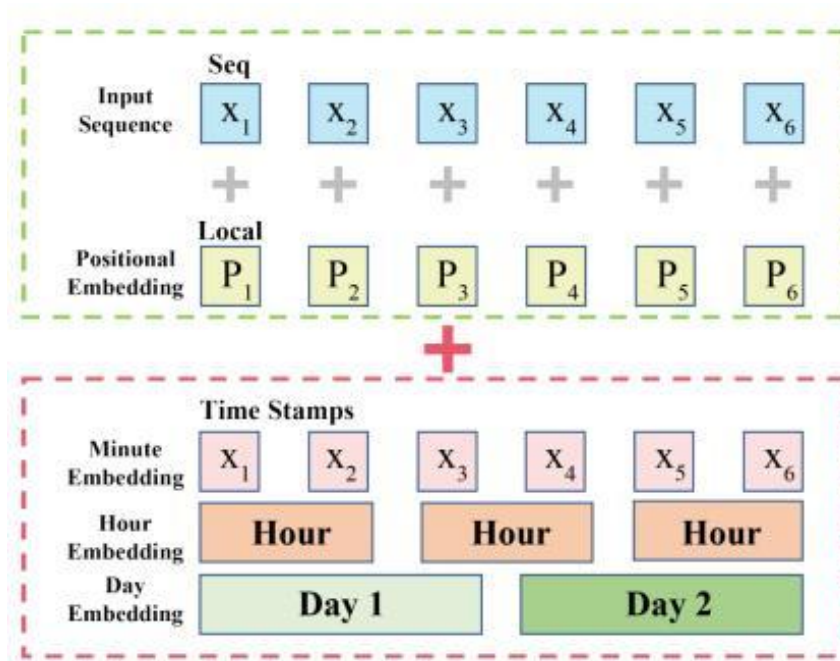 Seq
Input
Sequence
x₁ x₂ x₃ x₄ x₅ x₆
+ + + + + +
Local
Positional
Embedding
P₁ P₂ P₃ P₄ P₅ P₆
+
Time Stamps
Minute
Embedding
x₁ x₂ x₃ x₄ x₅ x₆
Hour
Embedding
Hour Hour Hour
Day
Embedding
Day 1 Day 2